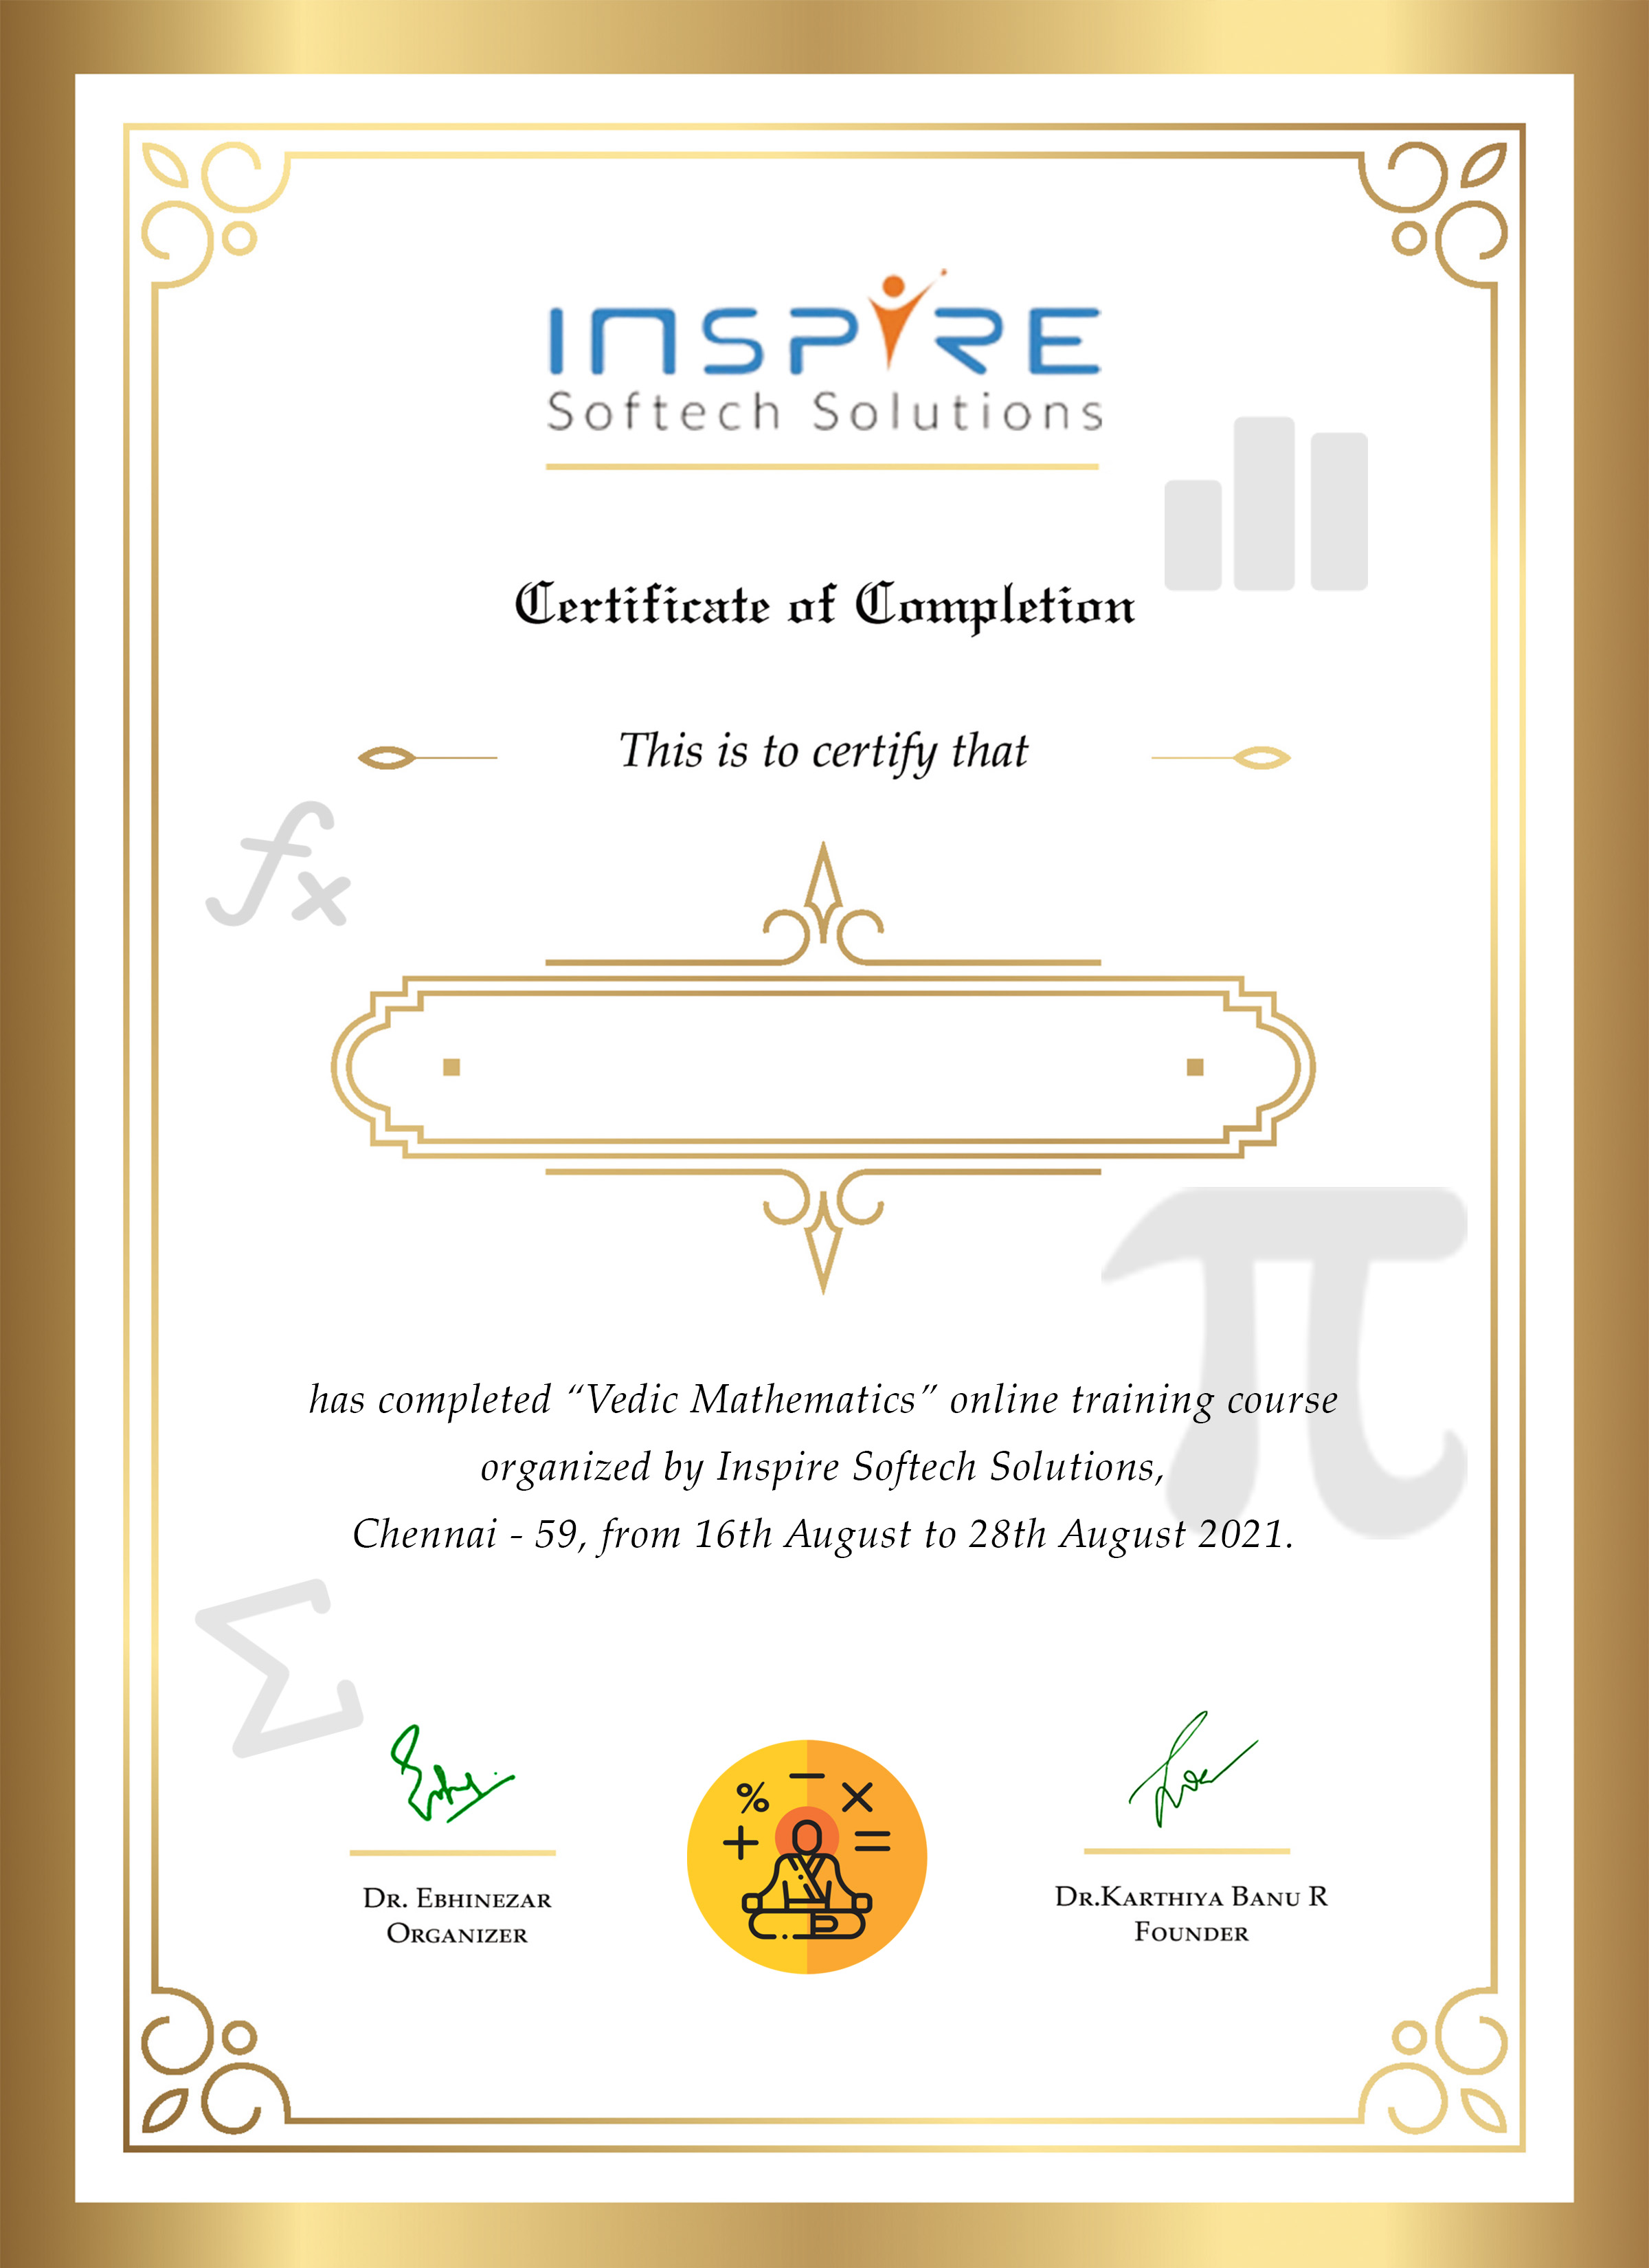 INSPIRE
Softech Solutions
Certificate of Completion
This is to certify that
fx
has completed “Vedic Mathematics” online training course
organized by Inspire Softech Solutions,
Chennai - 59, from 16th August to 28th August 2021.
π
Σ
% − ×
+ =
Dr. Ebhinezar
Organizer
Dr.Karthiya Banu R
Founder